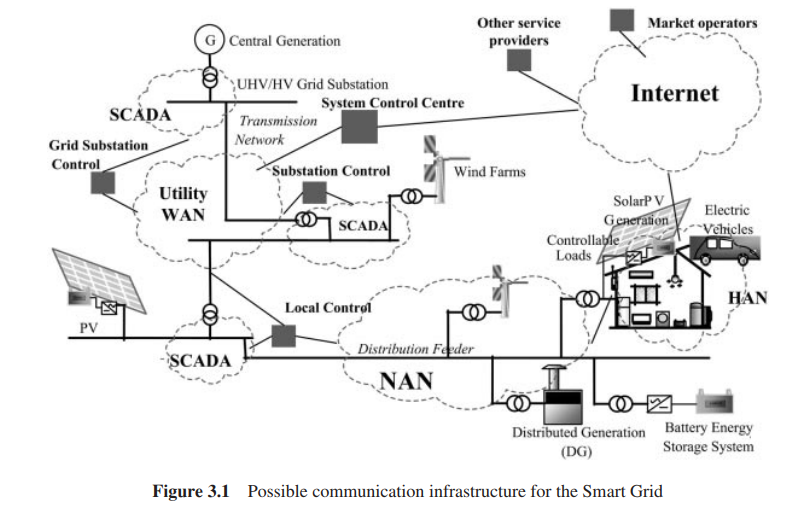 Other service
providers
Market operators
G
Central Generation
UHV/HV Grid Substation
SCADA
System Control Centre
Internet
Transmission
Network
Grid Substation
Control
Substation Control
Wind Farms
Utility
WAN
SCADA
SolarPV
Generation
Electric
Vehicles
Controllable
Loads
HAN
PV
Local Control
SCADA
Distribution Feeder
NAN
Distributed Generation
(DG)
Battery Energy
Storage System
Figure 3.1 Possible communication infrastructure for the Smart Grid